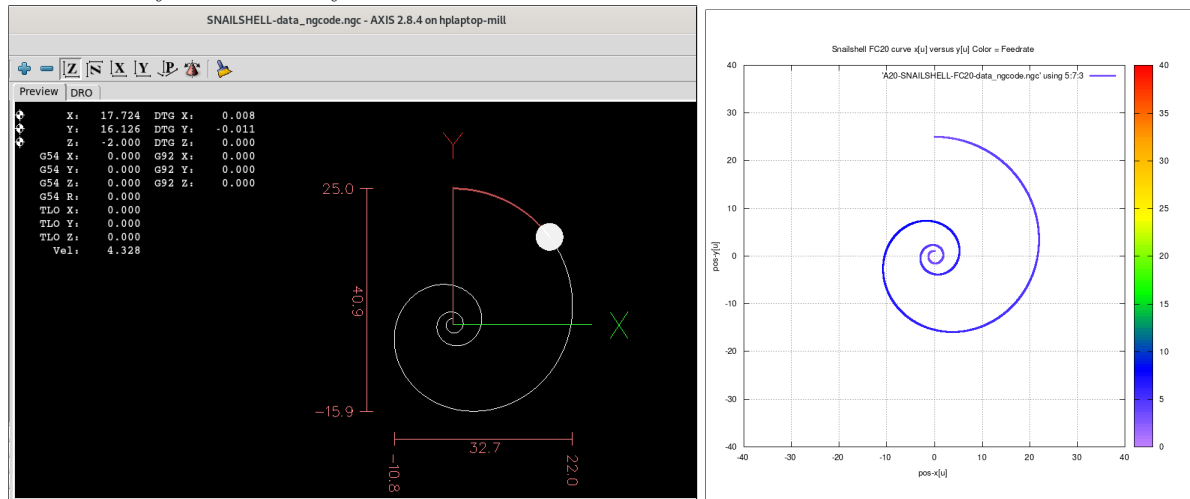 SNAILSHELL-data_ngcode.ngc - AXIS 2.8.4 on hplaptop-mill
Z N X Y P
Preview DRO
X: 17.724 DTG X: 0.008
Y: 16.126 DTG Y: -0.011
Z: -2.000 DTG Z: 0.000
G54 X: 0.000 G92 X: 0.000
G54 Y: 0.000 G92 Y: 0.000
G54 Z: 0.000 G92 Z: 0.000
G54 R: 0.000
TLO X: 0.000
TLO Y: 0.000
TLO Z: 0.000
Vel: 4.328
Y
25.0
40.9
X
-15.9
32.7
-10.8
22.0
Snailshell FC20 curve x[u] versus y[u] Color = Feedrate
'A20-SNAILSHELL-FC20-data_ngcode.ngc' using 5:7:3
40
30
20
10
0
-10
-20
-30
-40
pos-y[u]
-40 -30 -20 -10 0 10 20 30 40
pos-x[u]
40
35
30
25
20
15
10
5
0